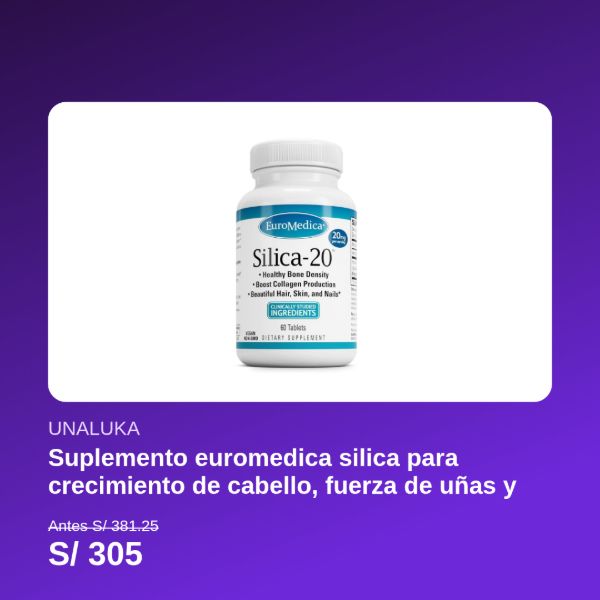 EuroMedica
20mg
Silica-20
• Healthy Bone Density
• Boost Collagen Production
• Beautiful Hair, Skin, and Nails*
CLINICALLY STUDIED
INGREDIENTS
60 Tablets
DIETARY SUPPLEMENT
UNALUKA
Suplemento euromedica silica para
crecimiento de cabello, fuerza de uñas y
Antes S/ 381.25
S/ 305